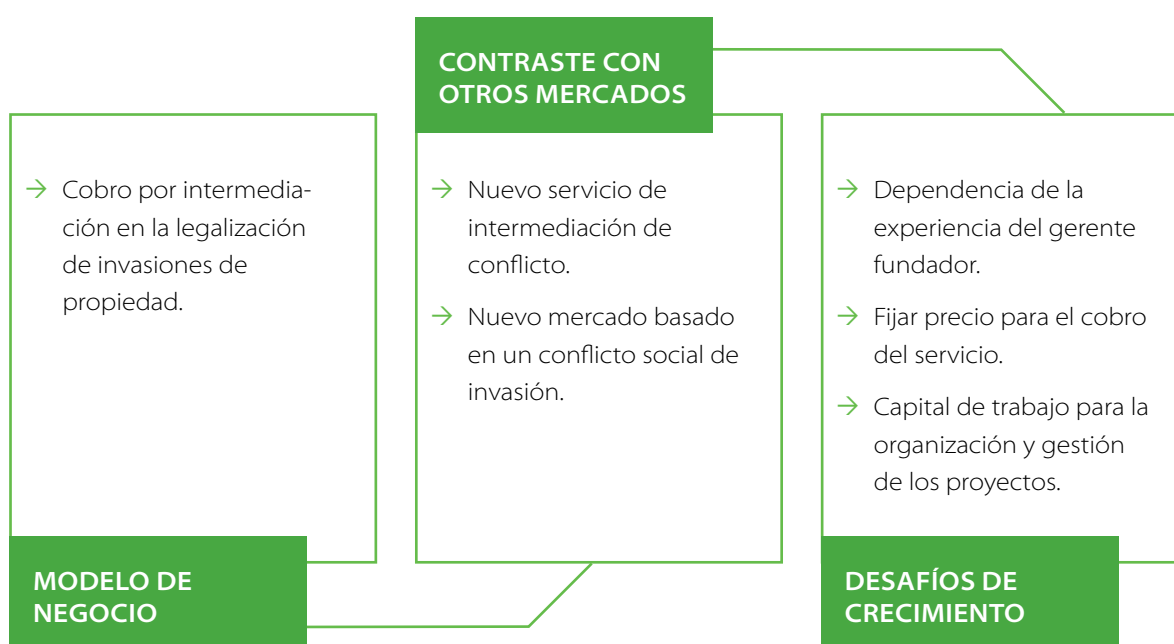 MODELO DE
NEGOCIO
→ Cobro por intermedia-
ción en la legalización
de invasiones de
propiedad.
CONTRASTE CON
OTROS MERCADOS
→ Nuevo servicio de
intermediación de
conflicto.
→ Nuevo mercado basado
en un conflicto social de
invasión.
DESAFÍOS DE
CRECIMIENTO
→ Dependencia de la
experiencia del gerente
fundador.
→ Fijar precio para el cobro
del servicio.
→ Capital de trabajo para la
organización y gestión
de los proyectos.